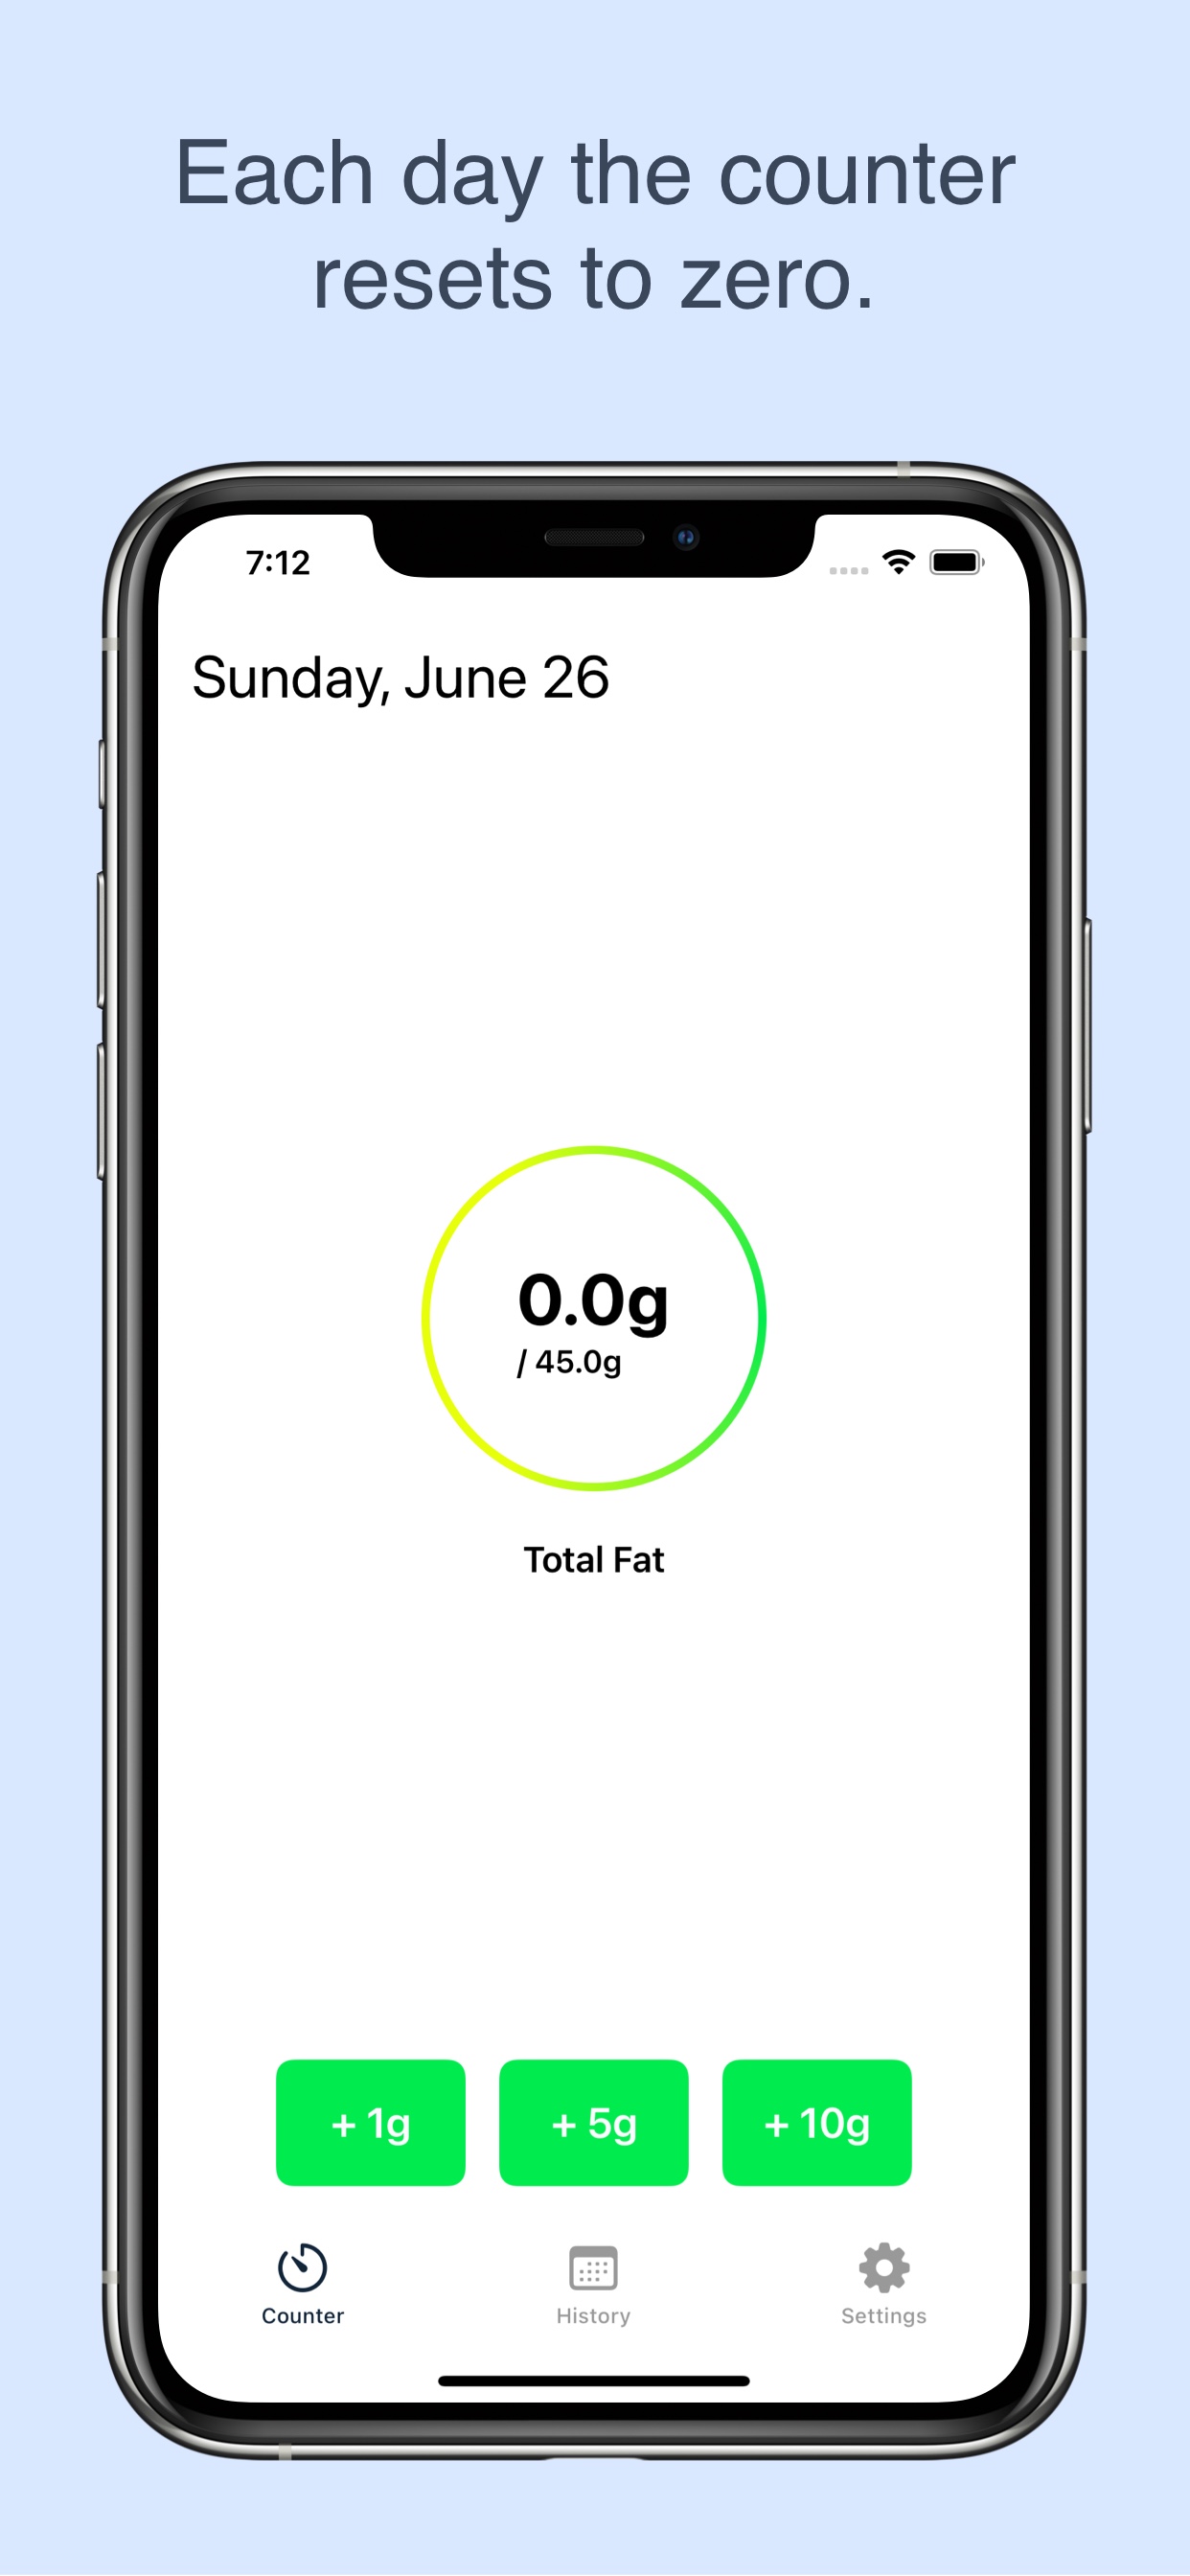 Each day the counter
resets to zero.
7:12
Sunday, June 26
0.0g
/ 45.0g
Total Fat
+ 1g
+ 5g
+ 10g
Counter
History
Settings